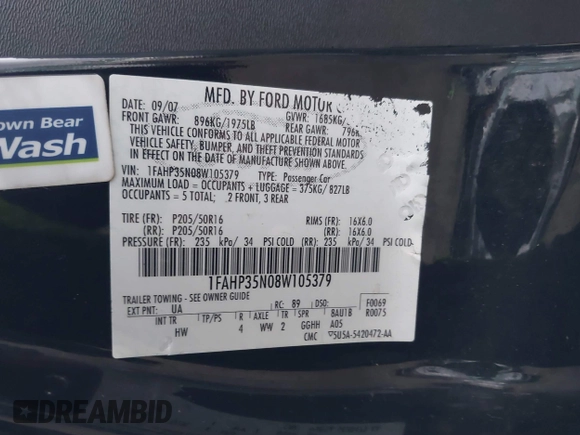 own Bear
Wash
MFD. BY FORD MOTOR
DATE: 09/07
GVWR: 1685KG/
FRONT GAWR: 896KG/1975LB
REAR GAWR: 796K
THIS VEHICLE CONFORMS TO ALL APPLICABLE FEDERAL MOTOR
VEHICLE SAFETY, BUMPER, AND THEFT PREVENTION STANDARDS
IN EFFECT ON THE DATE OF MANUFACTURE SHOWN ABOVE.
VIN: 1FAHP35N08W105379
TYPE: Passenger Car
MAXIMUM LOAD = OCCUPANTS + LUGGAGE = 375KG/ 827LB
OCCUPANTS = 5 TOTAL; 2 FRONT, 3 REAR
TIRE (FR): P205/50R16 RIMS (FR): 16X6.0
(RR): P205/50R16 (RR): 16X6.0
PRESSURE (FR): 235 kPa/ 34 PSI COLD (RR): 235 kPa/ 34 PSI COLD
1FAHP35N08W105379
TRAILER TOWING - SEE OWNER GUIDE
EXT PNT: UA RC: 89 DSO: F0069
INT TR TP/PS R AXLE TR SPR BAU1B R0075
HW 4 WW 2 GGHH A05
CMC 5U5A-5420472-AA
DREAMBID